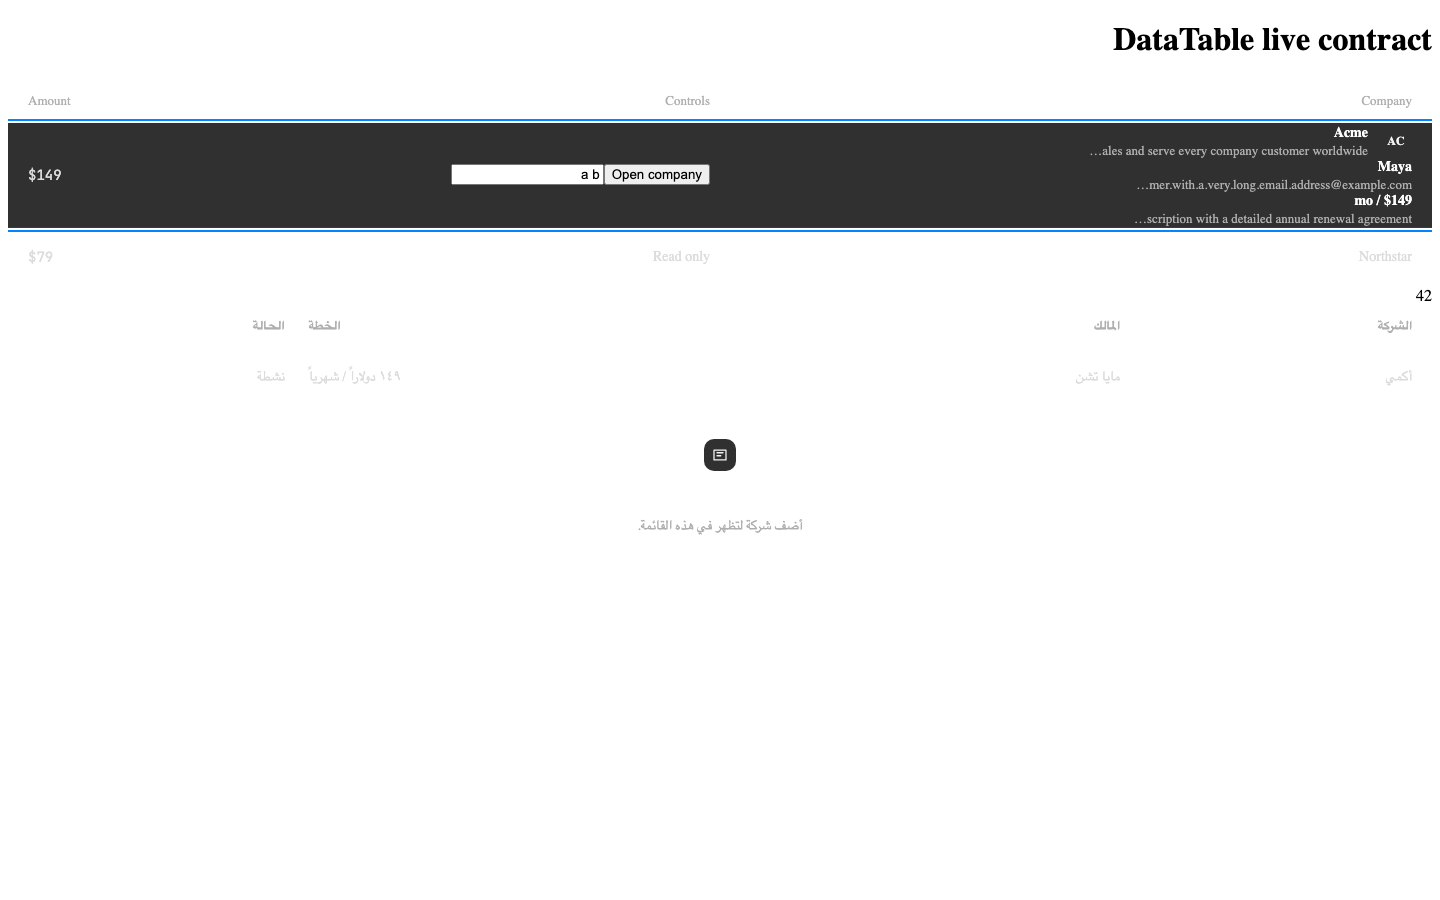 DataTable live contract
Company Controls Amount
AC
Acme
…ales and serve every company customer worldwide
Maya
…mer.with.a.very.long.email.address@example.com
mo / $149
…scription with a detailed annual renewal agreement
Open company a b
$149
Northstar Read only $79
42
الشركة المالك الخطة الحالة
أكمي مايا تشن ١٤٩ دولاراً / شهرياً نشطة
أضف شركة لتظهر في هذه القائمة.